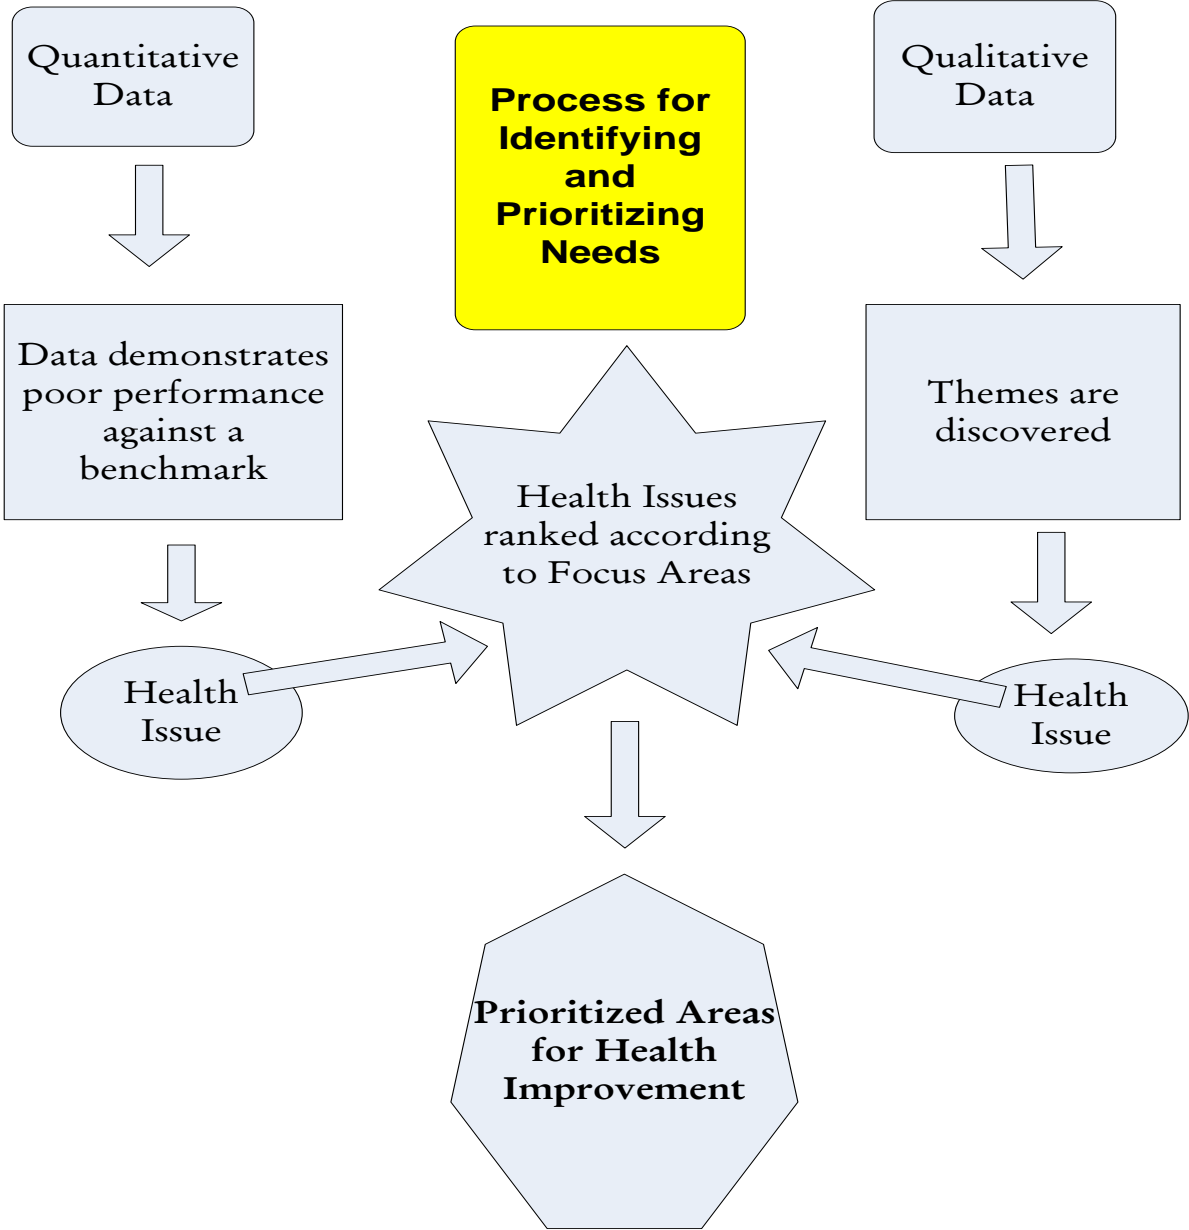 Quantitative
Data
Process for
Identifying
and
Prioritizing
Needs
Qualitative
Data
Data demonstrates
poor performance
against a
benchmark
Themes are
discovered
Health Issues
ranked according
to Focus Areas
Health
Issue
Health
Issue
Prioritized Areas
for Health
Improvement